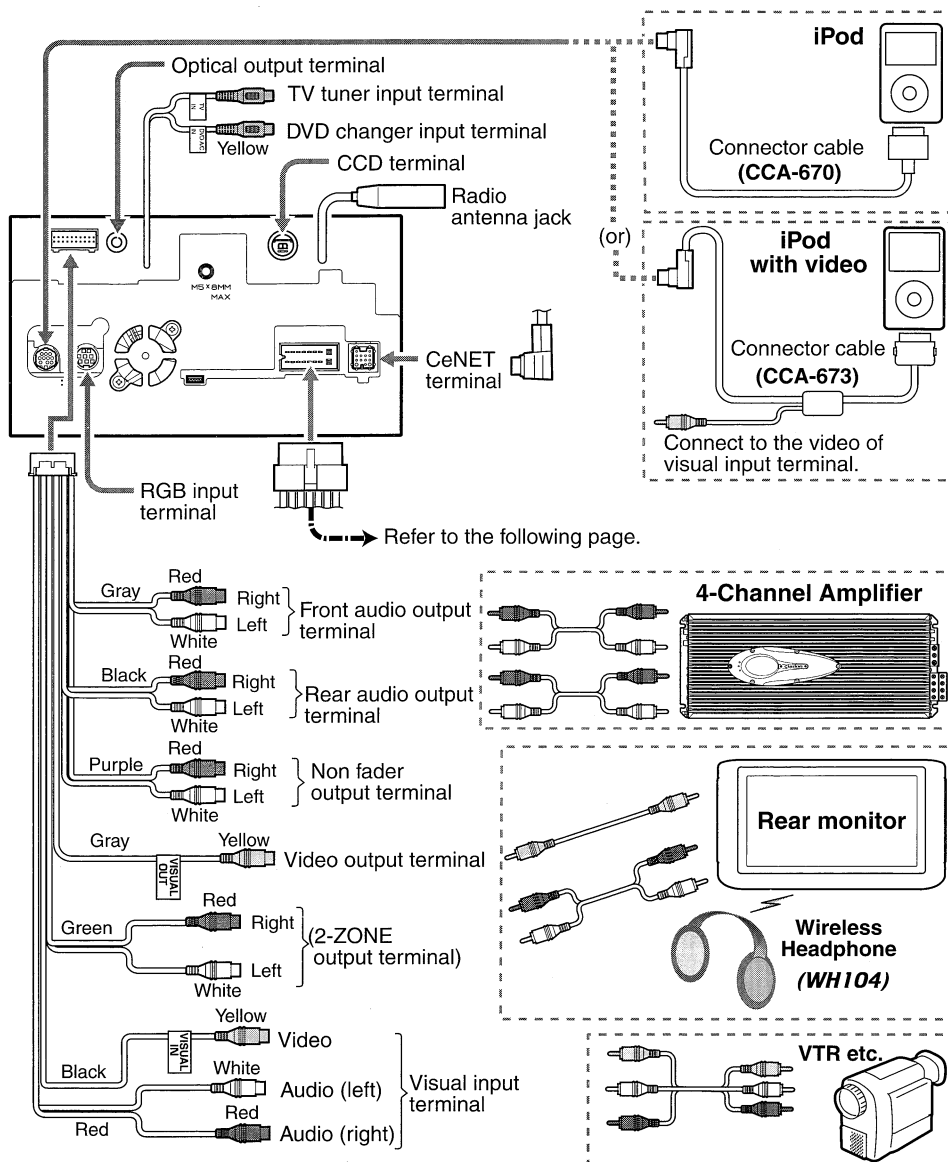 iPod
Optical output terminal
TV tuner input terminal
TV
IN
DVD changer input terminal
DVD/AC
IN
Yellow
CCD terminal
Connector cable
(CCA-670)
Radio
antenna jack
(or)
iPod
with video
M5 x 8MM
MAX
CeNET
terminal
Connector cable
(CCA-673)
Connect to the video of
visual input terminal.
RGB input
terminal
Refer to the following page.
Gray
Red
Right
Left
White
Front audio output
terminal
4-Channel Amplifier
Black
Red
Right
Left
White
Rear audio output
terminal
Purple
Red
Right
Left
White
Non fader
output terminal
Rear monitor
Gray
VISUAL
OUT
Yellow
Video output terminal
Green
Red
Right
Left
White
(2-ZONE
output terminal)
Wireless
Headphone
(WH104)
Black
VISUAL
IN
Yellow
Video
White
Audio (left)
Red
Red
Audio (right)
Visual input
terminal
VTR etc.